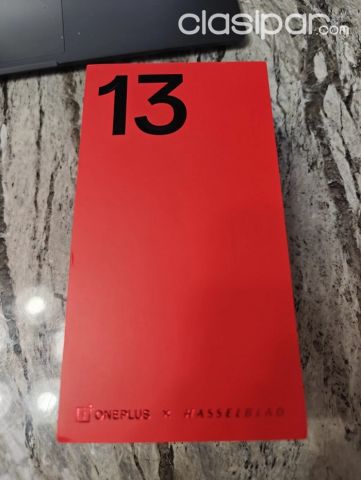 clasipar.com
13
ONEPLUS × HASSELBLAD